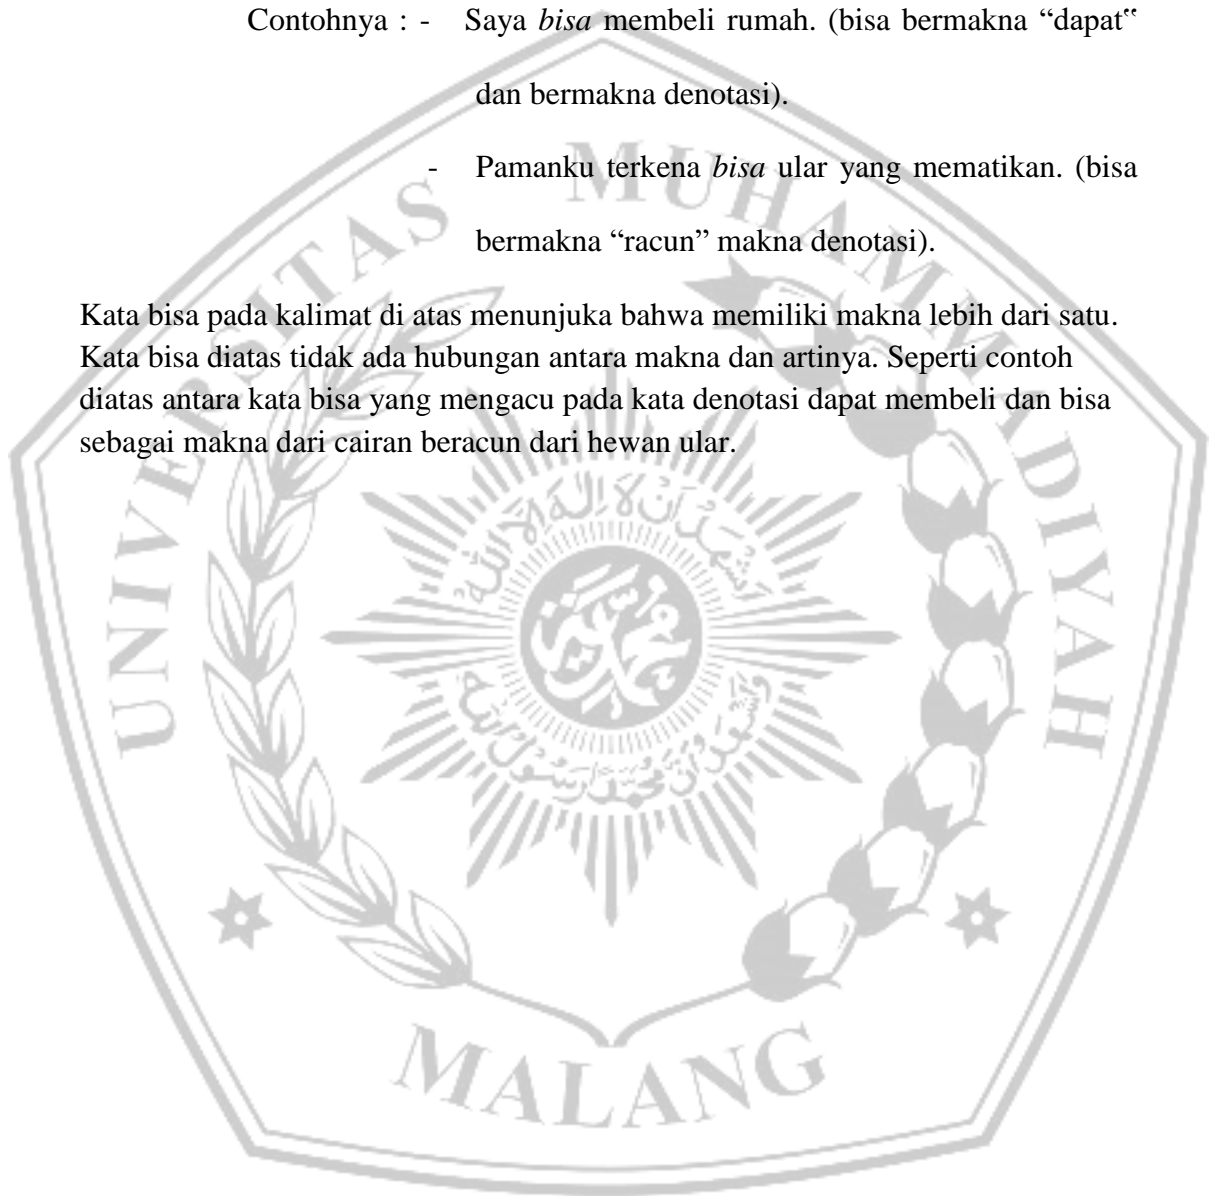 Contohnya : - Saya bisa membeli rumah. (bisa bermakna “dapat‟
dan bermakna denotasi).
- Pamanku terkena bisa ular yang mematikan. (bisa
bermakna “racun” makna denotasi).
Kata bisa pada kalimat di atas menunjuka bahwa memiliki makna lebih dari satu.
Kata bisa diatas tidak ada hubungan antara makna dan artinya. Seperti contoh
diatas antara kata bisa yang mengacu pada kata denotasi dapat membeli dan bisa
sebagai makna dari cairan beracun dari hewan ular.
UNIVERSITAS MUHAMMADIYAH
MALANG